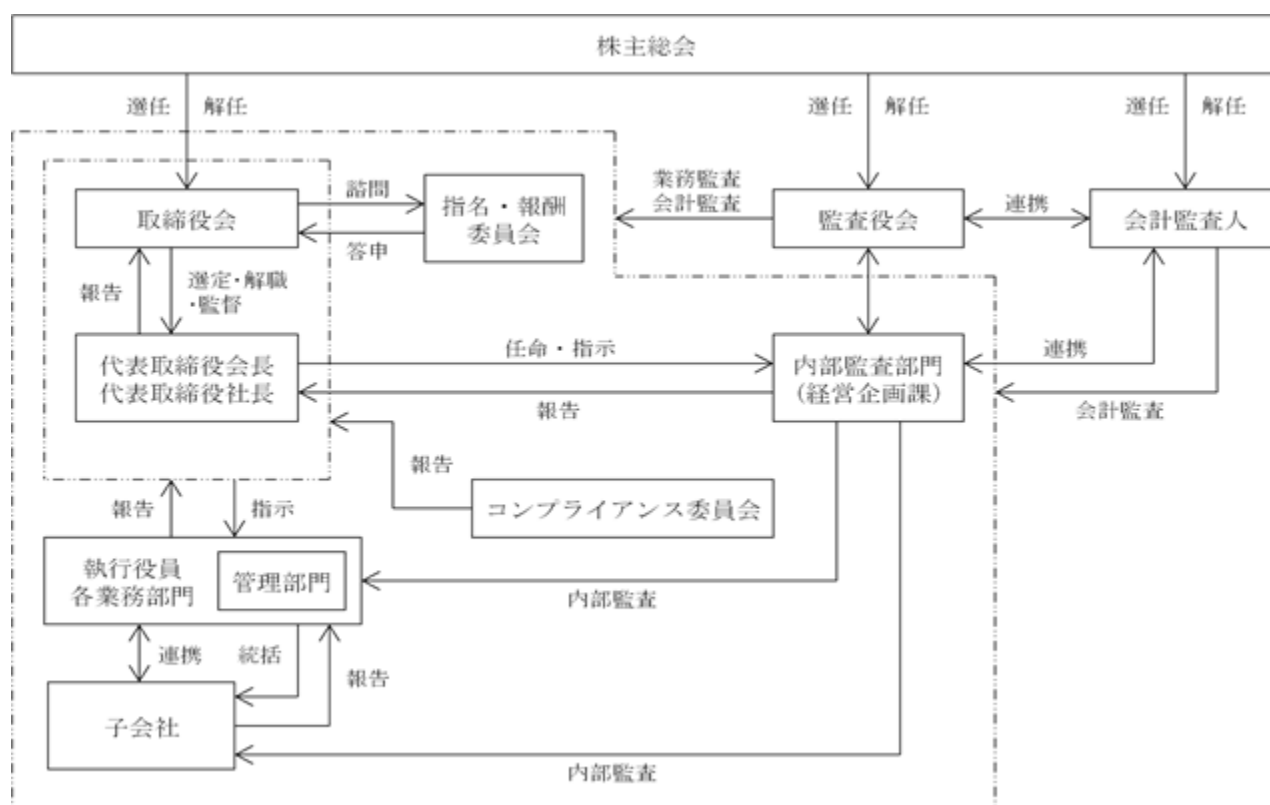 株主総会
選任
解任
選任
解任
選任
解任
取締役会
諮問
答申
指名・報酬
委員会
業務監査
会計監査
監査役会
連携
会計監査人
報告
選定・解職
・監督
代表取締役会長
代表取締役社長
任命・指示
報告
内部監査部門
(経営企画課)
連携
会計監査
報告
コンプライアンス委員会
報告
指示
執行役員
各業務部門
管理部門
内部監査
連携
統括
報告
子会社
内部監査